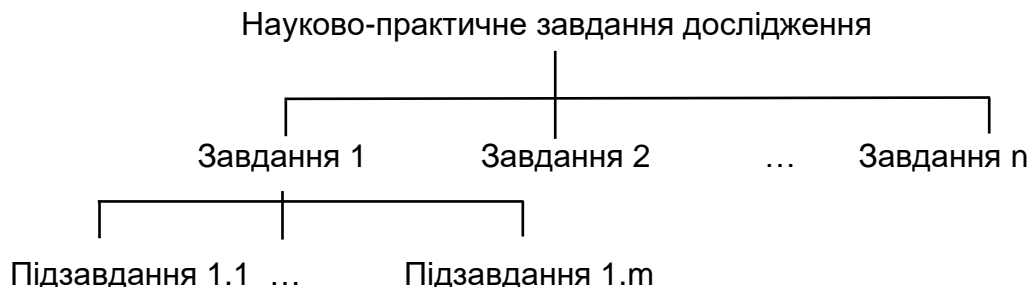 Науково-практичне завдання дослідження
Завдання 1 Завдання 2 … Завдання n
Підзавдання 1.1 … Підзавдання 1.m